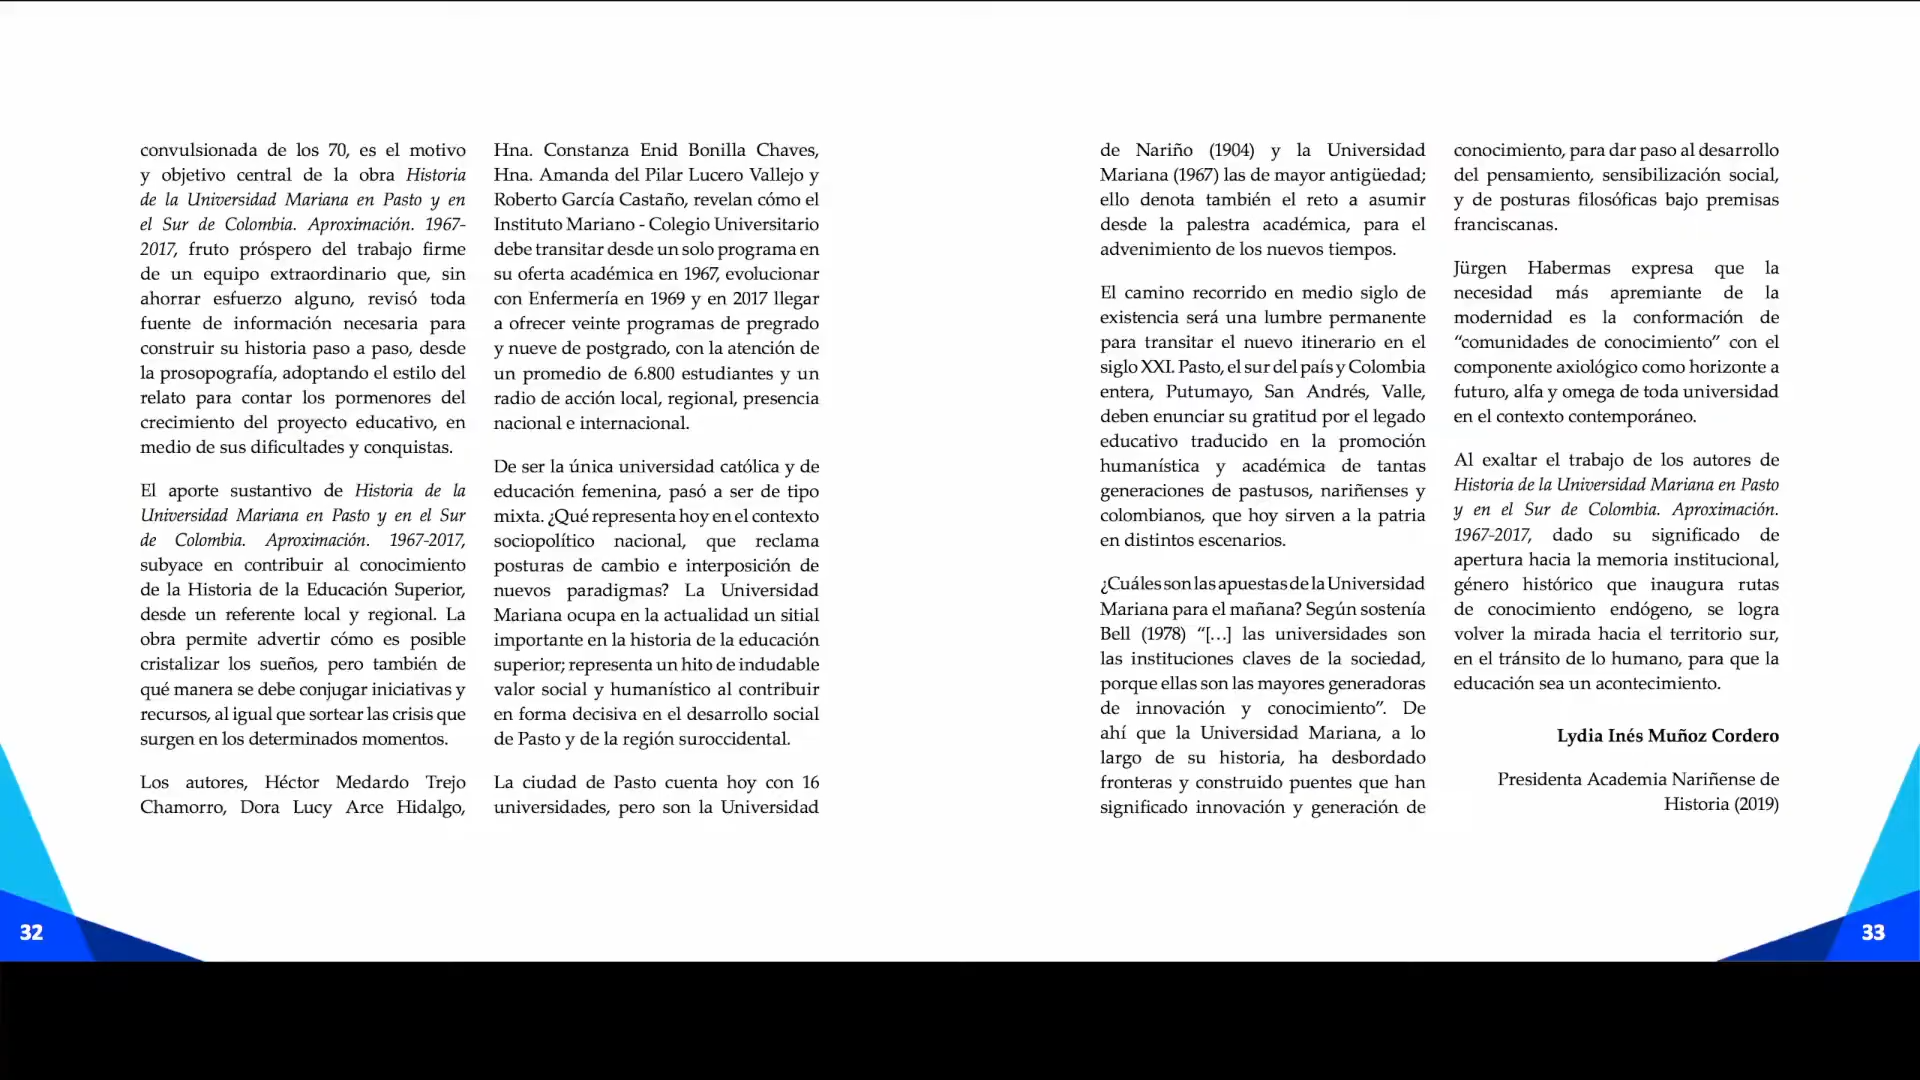 convulsionada de los 70, es el motivo
y objetivo central de la obra Historia
de la Universidad Mariana en Pasto y en
el Sur de Colombia. Aproximación. 1967-
2017, fruto próspero del trabajo firme
de un equipo extraordinario que, sin
ahorrar esfuerzo alguno, revisó toda
fuente de información necesaria para
construir su historia paso a paso, desde
la prosopografía, adoptando el estilo del
relato para contar los pormenores del
crecimiento del proyecto educativo, en
medio de sus dificultades y conquistas.
El aporte sustantivo de Historia de la
Universidad Mariana en Pasto y en el Sur
de Colombia. Aproximación. 1967-2017,
subyace en contribuir al conocimiento
de la Historia de la Educación Superior,
desde un referente local y regional. La
obra permite advertir cómo es posible
cristalizar los sueños, pero también de
qué manera se debe conjugar iniciativas y
recursos, al igual que sortear las crisis que
surgen en los determinados momentos.
Los autores, Héctor Medardo Trejo
Chamorro, Dora Lucy Arce Hidalgo,
Hna. Constanza Enid Bonilla Chaves,
Hna. Amanda del Pilar Lucero Vallejo y
Roberto García Castaño, revelan cómo el
Instituto Mariano - Colegio Universitario
debe transitar desde un solo programa en
su oferta académica en 1967, evolucionar
con Enfermería en 1969 y en 2017 llegar
a ofrecer veinte programas de pregrado
y nueve de postgrado, con la atención de
un promedio de 6.800 estudiantes y un
radio de acción local, regional, presencia
nacional e internacional.
De ser la única universidad católica y de
educación femenina, pasó a ser de tipo
mixta. ¿Qué representa hoy en el contexto
sociopolítico nacional, que reclama
posturas de cambio e interposición de
nuevos paradigmas? La Universidad
Mariana ocupa en la actualidad un sitial
importante en la historia de la educación
superior; representa un hito de indudable
valor social y humanístico al contribuir
en forma decisiva en el desarrollo social
de Pasto y de la región suroccidental.
La ciudad de Pasto cuenta hoy con 16
universidades, pero son la Universidad
32
de Nariño (1904) y la Universidad
Mariana (1967) las de mayor antigüedad;
ello denota también el reto a asumir
desde la palestra académica, para el
advenimiento de los nuevos tiempos.
El camino recorrido en medio siglo de
existencia será una lumbre permanente
para transitar el nuevo itinerario en el
siglo XXI. Pasto, el sur del país y Colombia
entera, Putumayo, San Andrés, Valle,
deben enunciar su gratitud por el legado
educativo traducido en la promoción
humanística y académica de tantas
generaciones de pastusos, nariñenses y
colombianos, que hoy sirven a la patria
en distintos escenarios.
¿Cuáles son las apuestas de la Universidad
Mariana para el mañana? Según sostenía
Bell (1978) “[…] las universidades son
las instituciones claves de la sociedad,
porque ellas son las mayores generadoras
de innovación y conocimiento”. De
ahí que la Universidad Mariana, a lo
largo de su historia, ha desbordado
fronteras y construido puentes que han
significado innovación y generación de
conocimiento, para dar paso al desarrollo
del pensamiento, sensibilización social,
y de posturas filosóficas bajo premisas
franciscanas.
Jürgen Habermas expresa que la
necesidad más apremiante de la
modernidad es la conformación de
“comunidades de conocimiento” con el
componente axiológico como horizonte a
futuro, alfa y omega de toda universidad
en el contexto contemporáneo.
Al exaltar el trabajo de los autores de
Historia de la Universidad Mariana en Pasto
y en el Sur de Colombia. Aproximación.
1967-2017, dado su significado de
apertura hacia la memoria institucional,
género histórico que inaugura rutas
de conocimiento endógeno, se logra
volver la mirada hacia el territorio sur,
en el tránsito de lo humano, para que la
educación sea un acontecimiento.
Lydia Inés Muñoz Cordero
Presidenta Academia Nariñense de
Historia (2019)
33